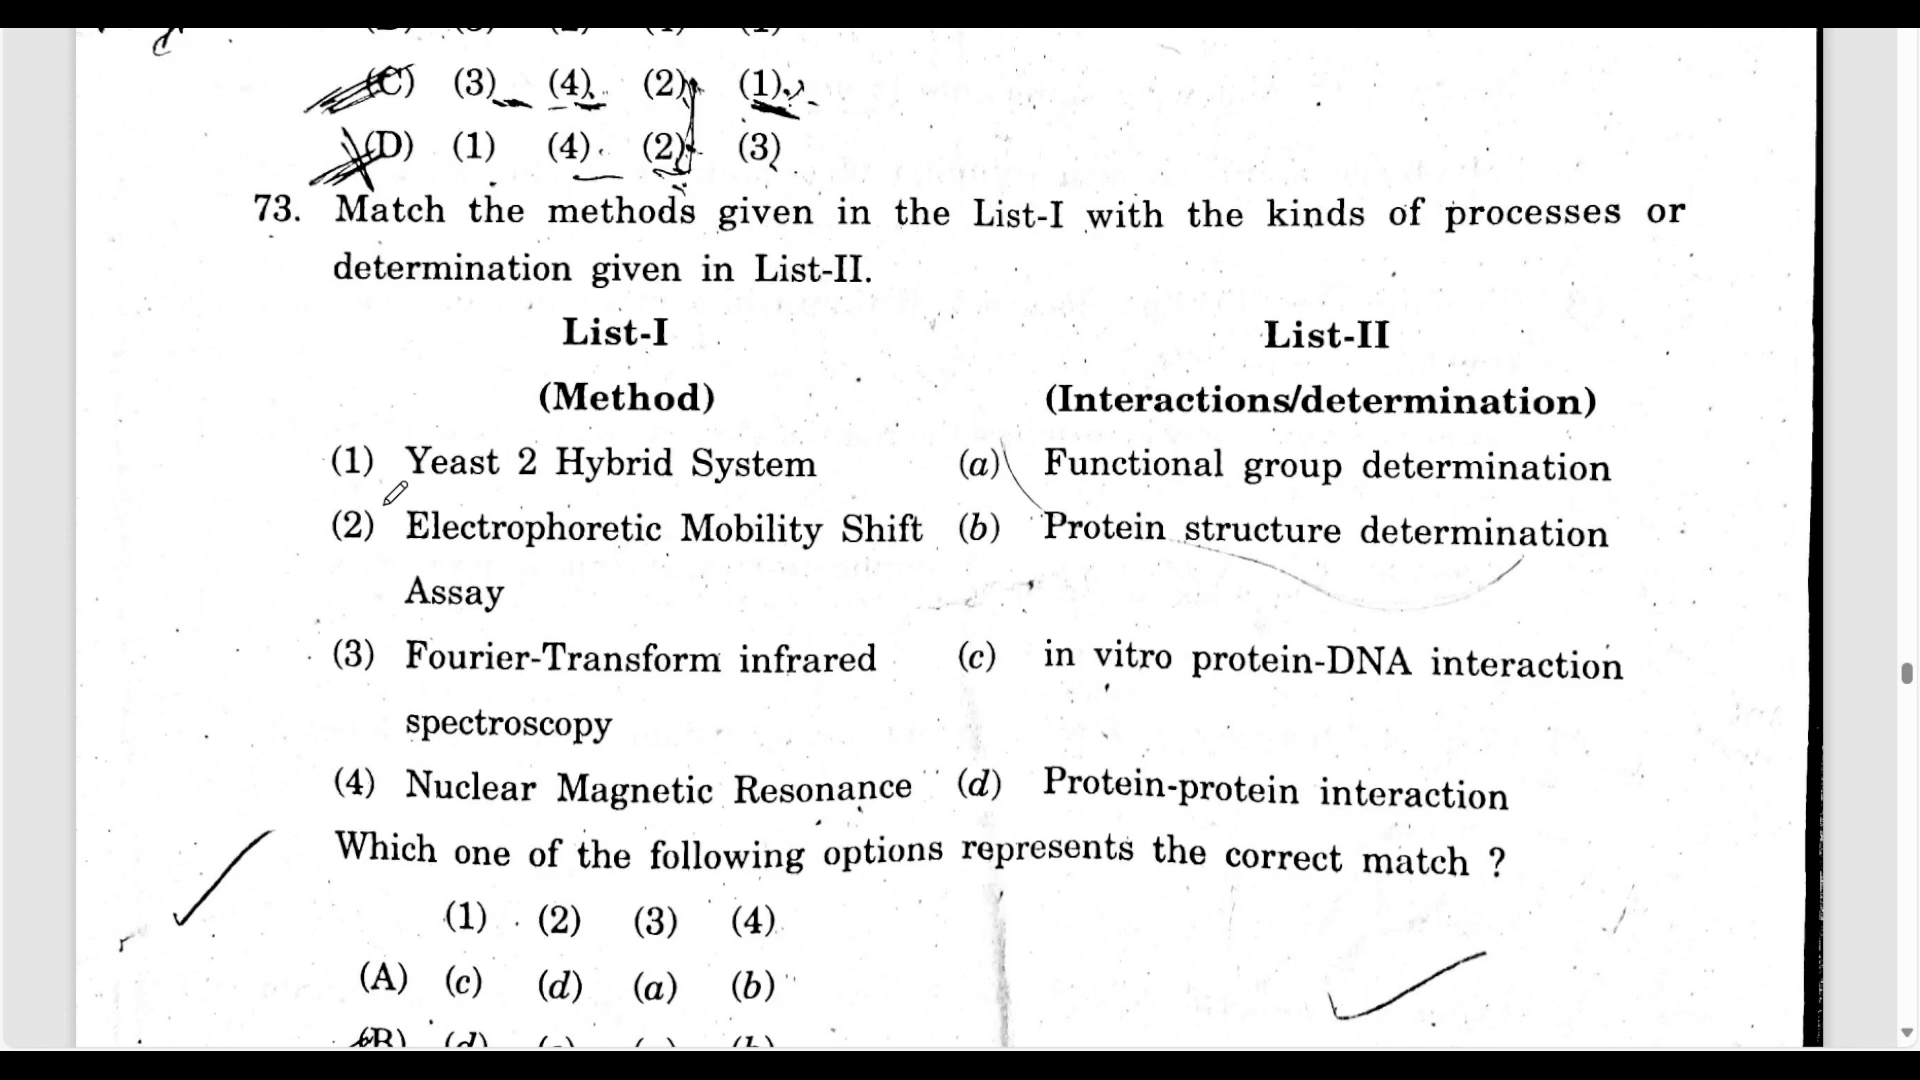 (C) (3) (4) (2) (1)
(D) (1) (4) (2) (3)
73. Match the methods given in the List-I with the kinds of processes or
determination given in List-II.
List-I List-II
(Method) (Interactions/determination)
(1) Yeast 2 Hybrid System (a) Functional group determination
(2) Electrophoretic Mobility Shift (b) Protein structure determination
Assay
(3) Fourier-Transform infrared (c) in vitro protein-DNA interaction
spectroscopy
(4) Nuclear Magnetic Resonance (d) Protein-protein interaction
Which one of the following options represents the correct match ?
(1) (2) (3) (4)
(A) (c) (d) (a) (b)
(B) (d)